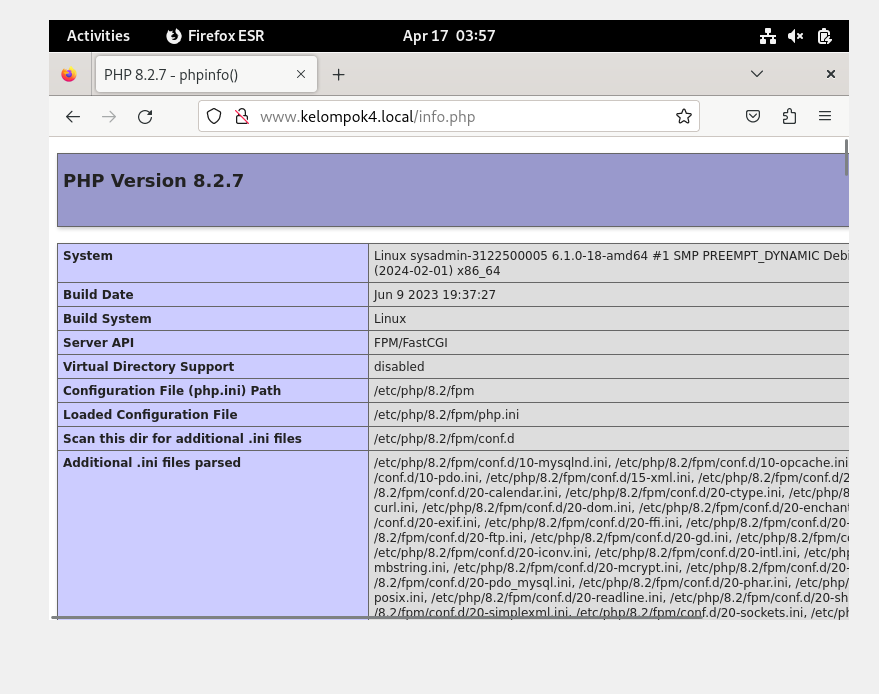 Activities Firefox ESR Apr 17 03:57
PHP 8.2.7 - phpinfo()
www.kelompok4.local/info.php
PHP Version 8.2.7
System Linux sysadmin-3122500005 6.1.0-18-amd64 #1 SMP PREEMPT_DYNAMIC Debi
(2024-02-01) x86_64
Build Date Jun 9 2023 19:37:27
Build System Linux
Server API FPM/FastCGI
Virtual Directory Support disabled
Configuration File (php.ini) Path /etc/php/8.2/fpm
Loaded Configuration File /etc/php/8.2/fpm/php.ini
Scan this dir for additional .ini files /etc/php/8.2/fpm/conf.d
Additional .ini files parsed /etc/php/8.2/fpm/conf.d/10-mysqlnd.ini, /etc/php/8.2/fpm/conf.d/10-opcache.ini
/conf.d/10-pdo.ini, /etc/php/8.2/fpm/conf.d/15-xml.ini, /etc/php/8.2/fpm/conf.d/2
/8.2/fpm/conf.d/20-calendar.ini, /etc/php/8.2/fpm/conf.d/20-ctype.ini, /etc/php/8
curl.ini, /etc/php/8.2/fpm/conf.d/20-dom.ini, /etc/php/8.2/fpm/conf.d/20-enchant
/conf.d/20-exif.ini, /etc/php/8.2/fpm/conf.d/20-ffi.ini, /etc/php/8.2/fpm/conf.d/20-
/8.2/fpm/conf.d/20-ftp.ini, /etc/php/8.2/fpm/conf.d/20-gd.ini, /etc/php/8.2/fpm/co
/etc/php/8.2/fpm/conf.d/20-iconv.ini, /etc/php/8.2/fpm/conf.d/20-intl.ini, /etc/php
mbstring.ini, /etc/php/8.2/fpm/conf.d/20-mcrypt.ini, /etc/php/8.2/fpm/conf.d/20-
/8.2/fpm/conf.d/20-pdo_mysql.ini, /etc/php/8.2/fpm/conf.d/20-phar.ini, /etc/php/
posix.ini, /etc/php/8.2/fpm/conf.d/20-readline.ini, /etc/php/8.2/fpm/conf.d/20-sh
/8.2/fpm/conf.d/20-simplexml.ini, /etc/php/8.2/fpm/conf.d/20-sockets.ini, /etc/ph